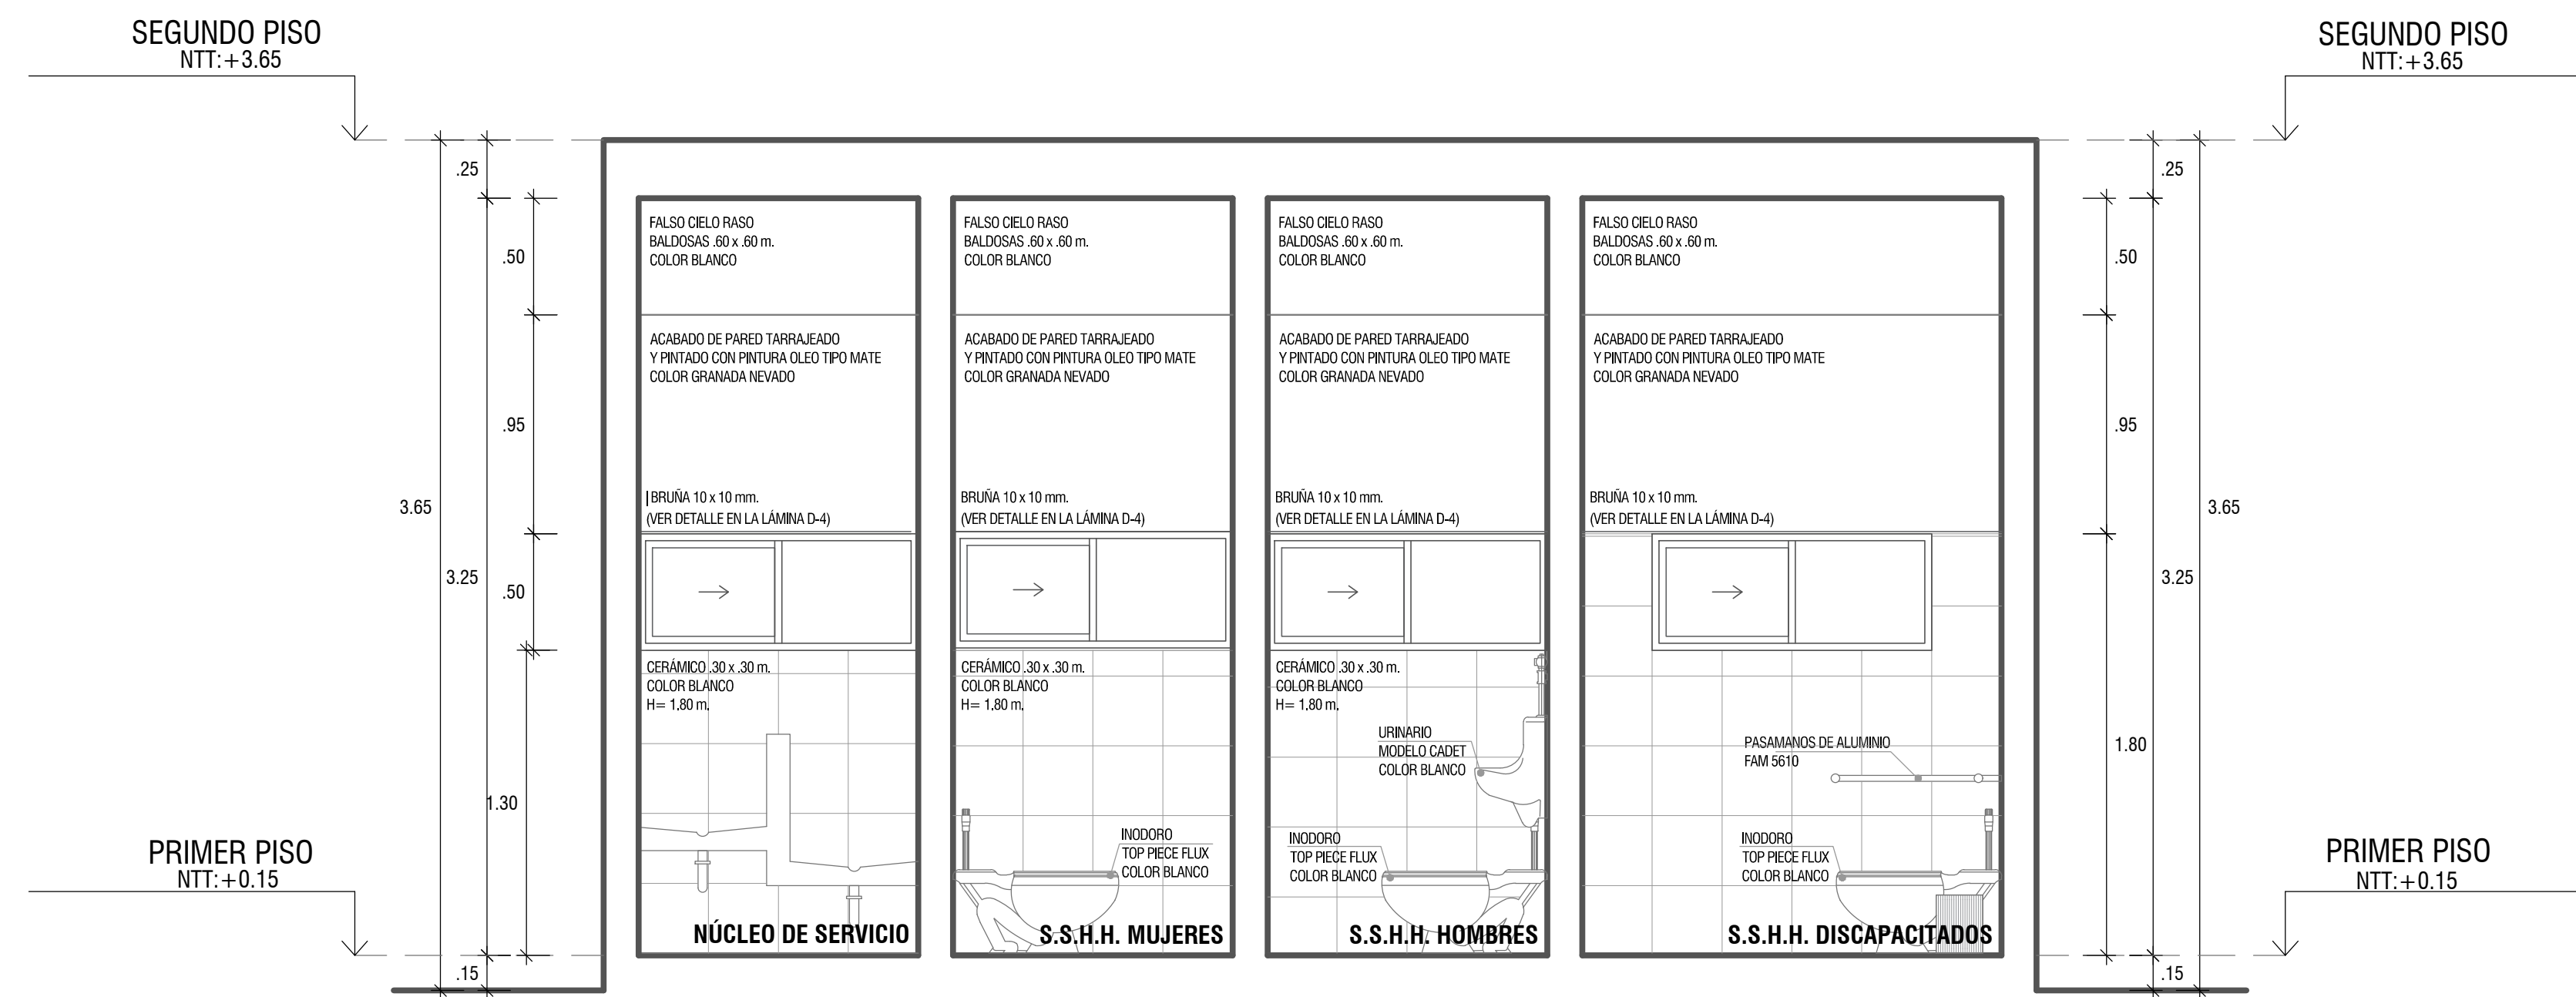 SEGUNDO PISO
NTT:+3.65
SEGUNDO PISO
NTT:+3.65
.25
.50
.95
3.65
3.25
.50
1.30
.15
PRIMER PISO
NTT:+0.15
FALSO CIELO RASO
BALDOSAS .60 x .60 m.
COLOR BLANCO
ACABADO DE PARED TARRAJEADO
Y PINTADO CON PINTURA OLEO TIPO MATE
COLOR GRANADA NEVADO
BRUÑA 10 x 10 mm.
(VER DETALLE EN LA LÁMINA D-4)
CERÁMICO .30 x .30 m.
COLOR BLANCO
H= 1.80 m.
NÚCLEO DE SERVICIO
FALSO CIELO RASO
BALDOSAS .60 x .60 m.
COLOR BLANCO
ACABADO DE PARED TARRAJEADO
Y PINTADO CON PINTURA OLEO TIPO MATE
COLOR GRANADA NEVADO
BRUÑA 10 x 10 mm.
(VER DETALLE EN LA LÁMINA D-4)
CERÁMICO .30 x .30 m.
COLOR BLANCO
H= 1.80 m.
INODORO
TOP PIECE FLUX
COLOR BLANCO
S.S.H.H. MUJERES
FALSO CIELO RASO
BALDOSAS .60 x .60 m.
COLOR BLANCO
ACABADO DE PARED TARRAJEADO
Y PINTADO CON PINTURA OLEO TIPO MATE
COLOR GRANADA NEVADO
BRUÑA 10 x 10 mm.
(VER DETALLE EN LA LÁMINA D-4)
CERÁMICO .30 x .30 m.
COLOR BLANCO
H= 1.80 m.
URINARIO
MODELO CADET
COLOR BLANCO
INODORO
TOP PIECE FLUX
COLOR BLANCO
S.S.H.H. HOMBRES
FALSO CIELO RASO
BALDOSAS .60 x .60 m.
COLOR BLANCO
ACABADO DE PARED TARRAJEADO
Y PINTADO CON PINTURA OLEO TIPO MATE
COLOR GRANADA NEVADO
BRUÑA 10 x 10 mm.
(VER DETALLE EN LA LÁMINA D-4)
PASAMANOS DE ALUMINIO
FAM 5610
INODORO
TOP PIECE FLUX
COLOR BLANCO
S.S.H.H. DISCAPACITADOS
.25
.50
.95
3.65
3.25
1.80
.15
PRIMER PISO
NTT:+0.15